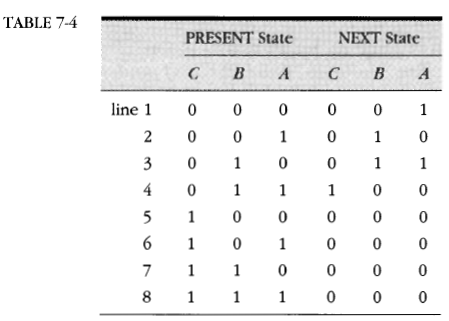 TABLE 7-4
PRESENT State NEXT State
C B A C B A
line 1 0 0 0 0 0 1
2 0 0 1 0 1 0
3 0 1 0 0 1 1
4 0 1 1 1 0 0
5 1 0 0 0 0 0
6 1 0 1 0 0 0
7 1 1 0 0 0 0
8 1 1 1 0 0 0